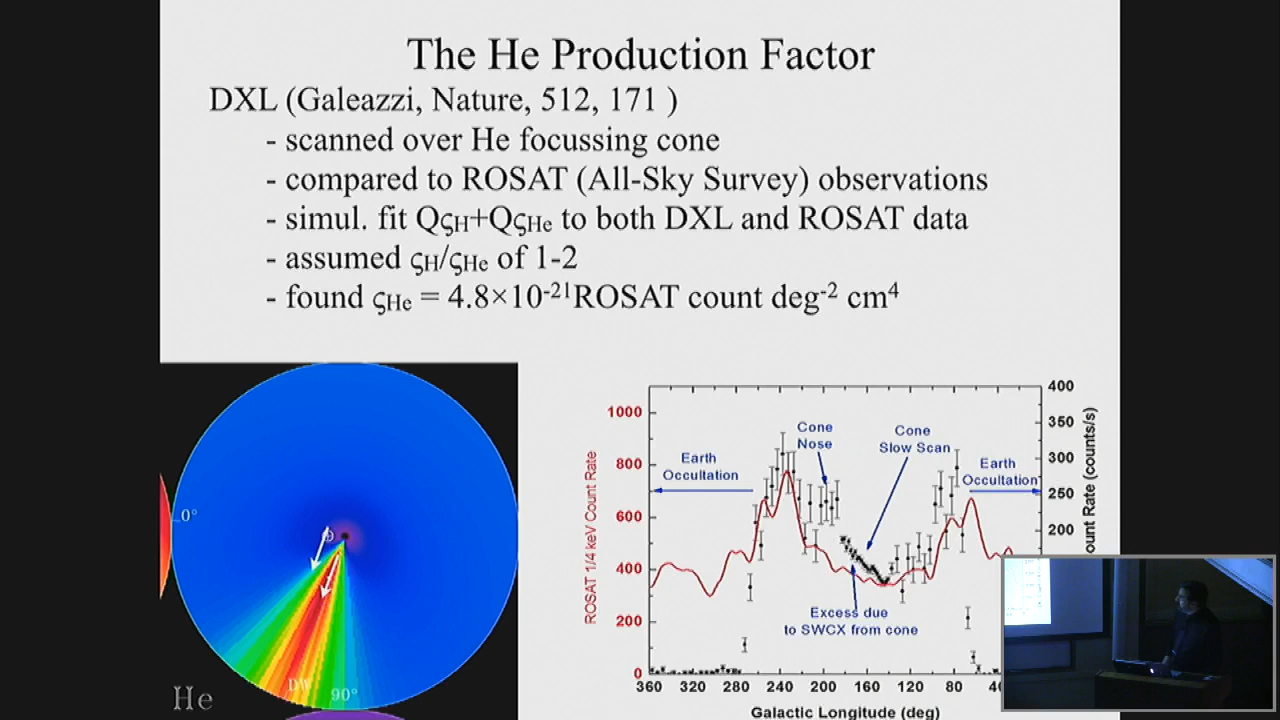 The He Production Factor
DXL (Galeazzi, Nature, 512, 171 )
- scanned over He focussing cone
- compared to ROSAT (All-Sky Survey) observations
- simul. fit QςH+QςHe to both DXL and ROSAT data
- assumed ςH/ςHe of 1-2
- found ςHe = 4.8×10-21ROSAT count deg-2 cm4
0°
90°
He
1000
800
600
400
200
0
ROSAT 1/4 keV Count Rate
Earth
Occultation
Cone
Nose
Cone
Slow Scan
Earth
Occultation
Excess due
to SWCX from cone
400
350
300
250
200
ount Rate (counts/s)
360 320 280 240 200 160 120 80 40
Galactic Longitude (deg)